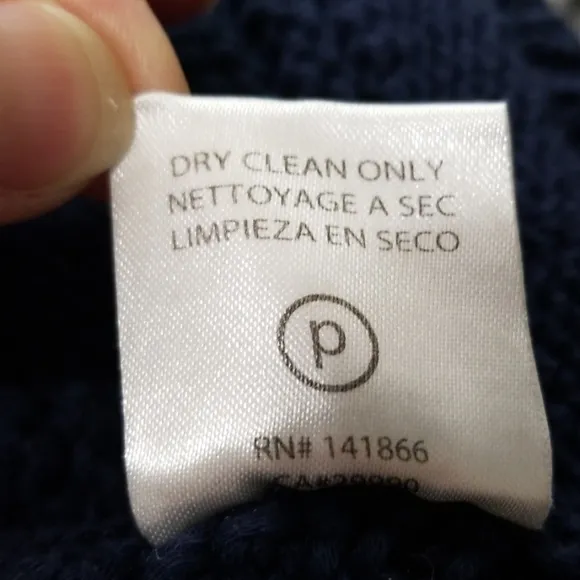 DRY CLEAN ONLY
NETTOYAGE A SEC
LIMPIEZA EN SECO
p
RN# 141866